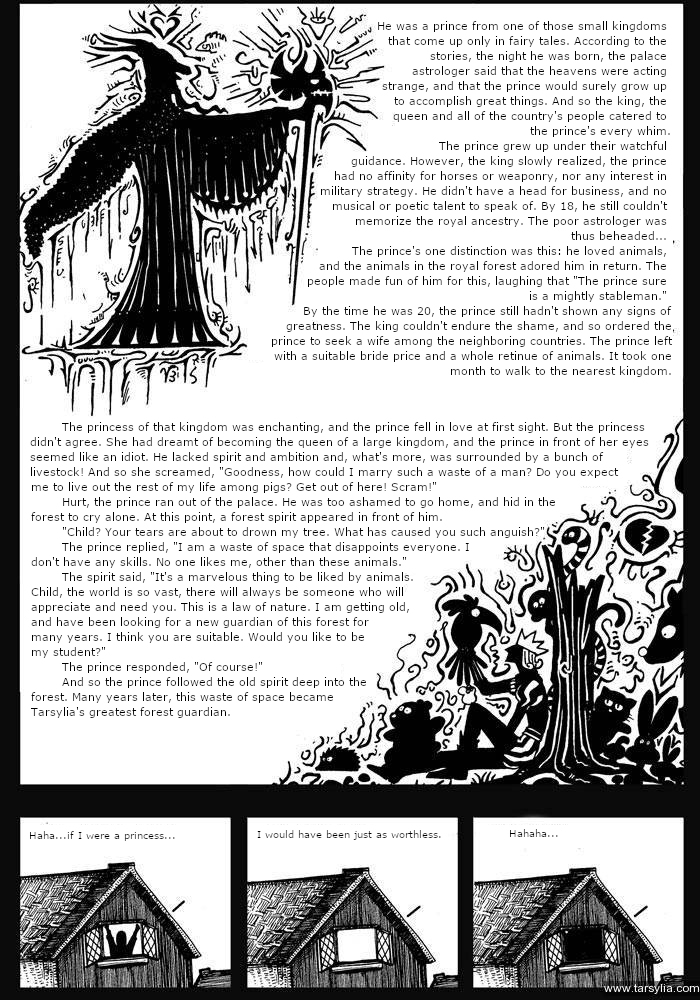 He was a prince from one of those small kingdoms
that come up only in fairy tales. According to the
stories, the night he was born, the palace
astrologer said that the heavens were acting
strange, and that the prince would surely grow up
to accomplish great things. And so the king, the
queen and all of the country's people catered to
the prince's every whim.
The prince grew up under their watchful
guidance. However, the king slowly realized, the prince
had no affinity for horses or weaponry, nor any interest in
military strategy. He didn't have a head for business, and no
musical or poetic talent to speak of. By 18, he still couldn't
memorize the royal ancestry. The poor astrologer was
thus beheaded...
The prince's one distinction was this: he loved animals,
and the animals in the royal forest adored him in return. The
people made fun of him for this, laughing that "The prince sure
is a mightly stableman."
By the time he was 20, the prince still hadn't shown any signs of
greatness. The king couldn't endure the shame, and so ordered the
prince to seek a wife among the neighboring countries. The prince left
with a suitable bride price and a whole retinue of animals. It took one
month to walk to the nearest kingdom.
The princess of that kingdom was enchanting, and the prince fell in love at first sight. But the princess
didn't agree. She had dreamt of becoming the queen of a large kingdom, and the prince in front of her eyes
seemed like an idiot. He lacked spirit and ambition and, what's more, was surrounded by a bunch of
livestock! And so she screamed, "Goodness, how could I marry such a waste of a man? Do you expect
me to live out the rest of my life among pigs? Get out of here! Scram!"
Hurt, the prince ran out of the palace. He was too ashamed to go home, and hid in the
forest to cry alone. At this point, a forest spirit appeared in front of him.
"Child? Your tears are about to drown my tree. What has caused you such anguish?"
The prince replied, "I am a waste of space that disappoints everyone. I
don't have any skills. No one likes me, other than these animals."
The spirit said, "It's a marvelous thing to be liked by animals.
Child, the world is so vast, there will always be someone who will
appreciate and need you. This is a law of nature. I am getting old,
and have been looking for a new guardian of this forest for
many years. I think you are suitable. Would you like to be
my student?"
The prince responded, "Of course!"
And so the prince followed the old spirit deep into the
forest. Many years later, this waste of space became
Tarsylia's greatest forest guardian.
Haha...if I were a princess...
I would have been just as worthless.
Hahaha...
www.tarsylia.com